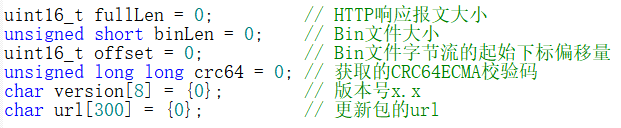 uint16_t fullLen = 0;          // HTTP响应报文大小
unsigned short binLen = 0;     // Bin文件大小
uint16_t offset = 0;           // Bin文件字节流的起始下标偏移量
unsigned long long crc64 = 0; // 获取的CRC64ECMA校验码
char version[8] = {0};         // 版本号x.x
char url[300] = {0};           // 更新包的url